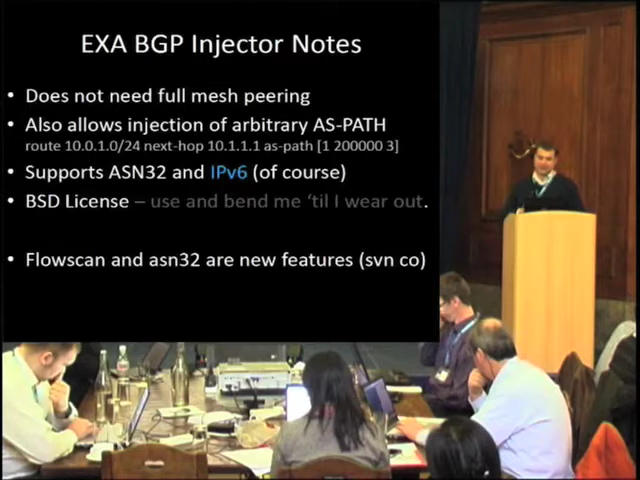 EXA BGP Injector Notes
• Does not need full mesh peering
• Also allows injection of arbitrary AS-PATH
route 10.0.1.0/24 next-hop 10.1.1.1 as-path [1 200000 3]
• Supports ASN32 and IPv6 (of course)
• BSD License – use and bend me ‘til I wear out.
• Flowscan and asn32 are new features (svn co)